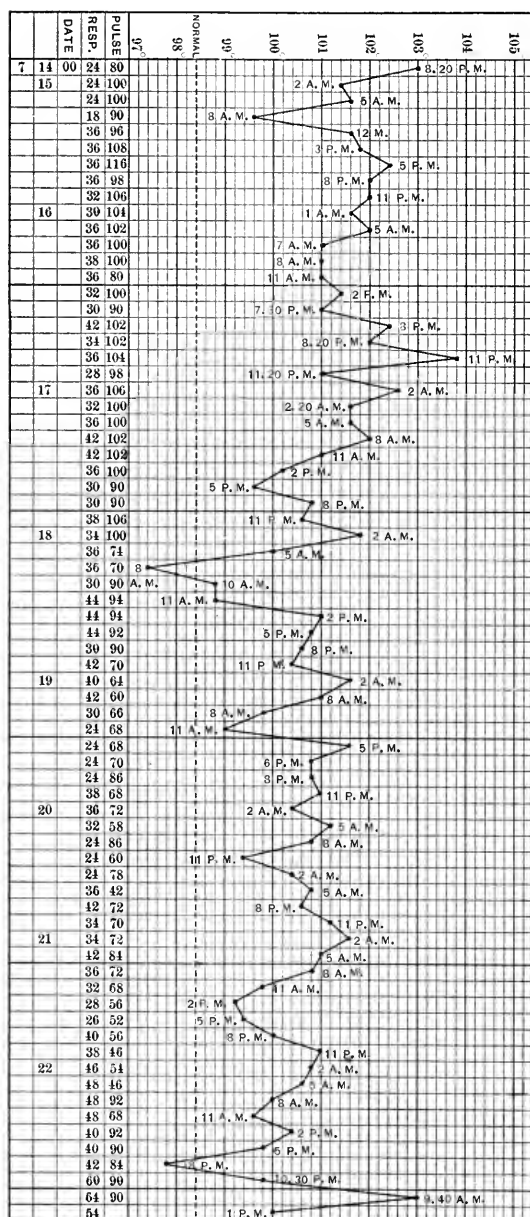 DATE RESP. PULSE 97° 98° NORMAL 99° 100° 101° 102° 103° 104° 105°
7 14 00 24 80 8.20 P. M.
15 24 100 2 A. M.
24 100 5 A. M.
18 90 8 A. M.
36 96 12 M.
36 108 3 P. M.
36 116 5 P. M.
36 98 8 P. M.
32 106 11 P. M.
16 30 104 1 A. M.
36 102 5 A. M.
36 100 7 A. M.
38 100 8 A. M.
36 80 11 A. M.
32 100 2 P. M.
30 90 7.30 P. M.
42 102 8 P. M.
34 102 8.20 P. M.
36 104 11 P. M.
28 98 11.20 P. M.
17 36 106 2 A. M.
32 100 2.20 A. M.
36 100 5 A. M.
42 102 8 A. M.
42 102 11 A. M.
36 100 2 P. M.
30 90 5 P. M.
30 90 8 P. M.
38 106 11 P. M.
18 34 100 2 A. M.
36 74 5 A. M.
36 70 8
30 90 A. M. 10 A. M.
44 94 11 A. M.
44 94 2 P. M.
44 92 5 P. M.
30 90 8 P. M.
42 70 11 P. M.
19 40 64 2 A. M.
42 60 8 A. M.
30 66 8 A. M.
24 68 11 A. M.
24 68 5 P. M.
24 70 6 P. M.
24 86 8 P. M.
38 68 11 P. M.
20 36 72 2 A. M.
32 58 5 A. M.
24 86 8 A. M.
24 60 11 P. M.
24 78 2 A. M.
36 42 5 A. M.
42 72 8 P. M.
34 70 11 P. M.
21 34 72 2 A. M.
42 84 5 A. M.
36 72 8 A. M.
32 68 11 A. M.
28 56 2 P. M.
26 52 5 P. M.
40 56 8 P. M.
38 46 11 P. M.
22 46 54 2 A. M.
48 46 5 A. M.
48 92 8 A. M.
48 68 11 A. M.
40 92 2 P. M.
40 90 5 P. M.
42 84 P. M.
60 90 10.30 P. M.
64 90 9.40 A. M.
54 1 P. M.